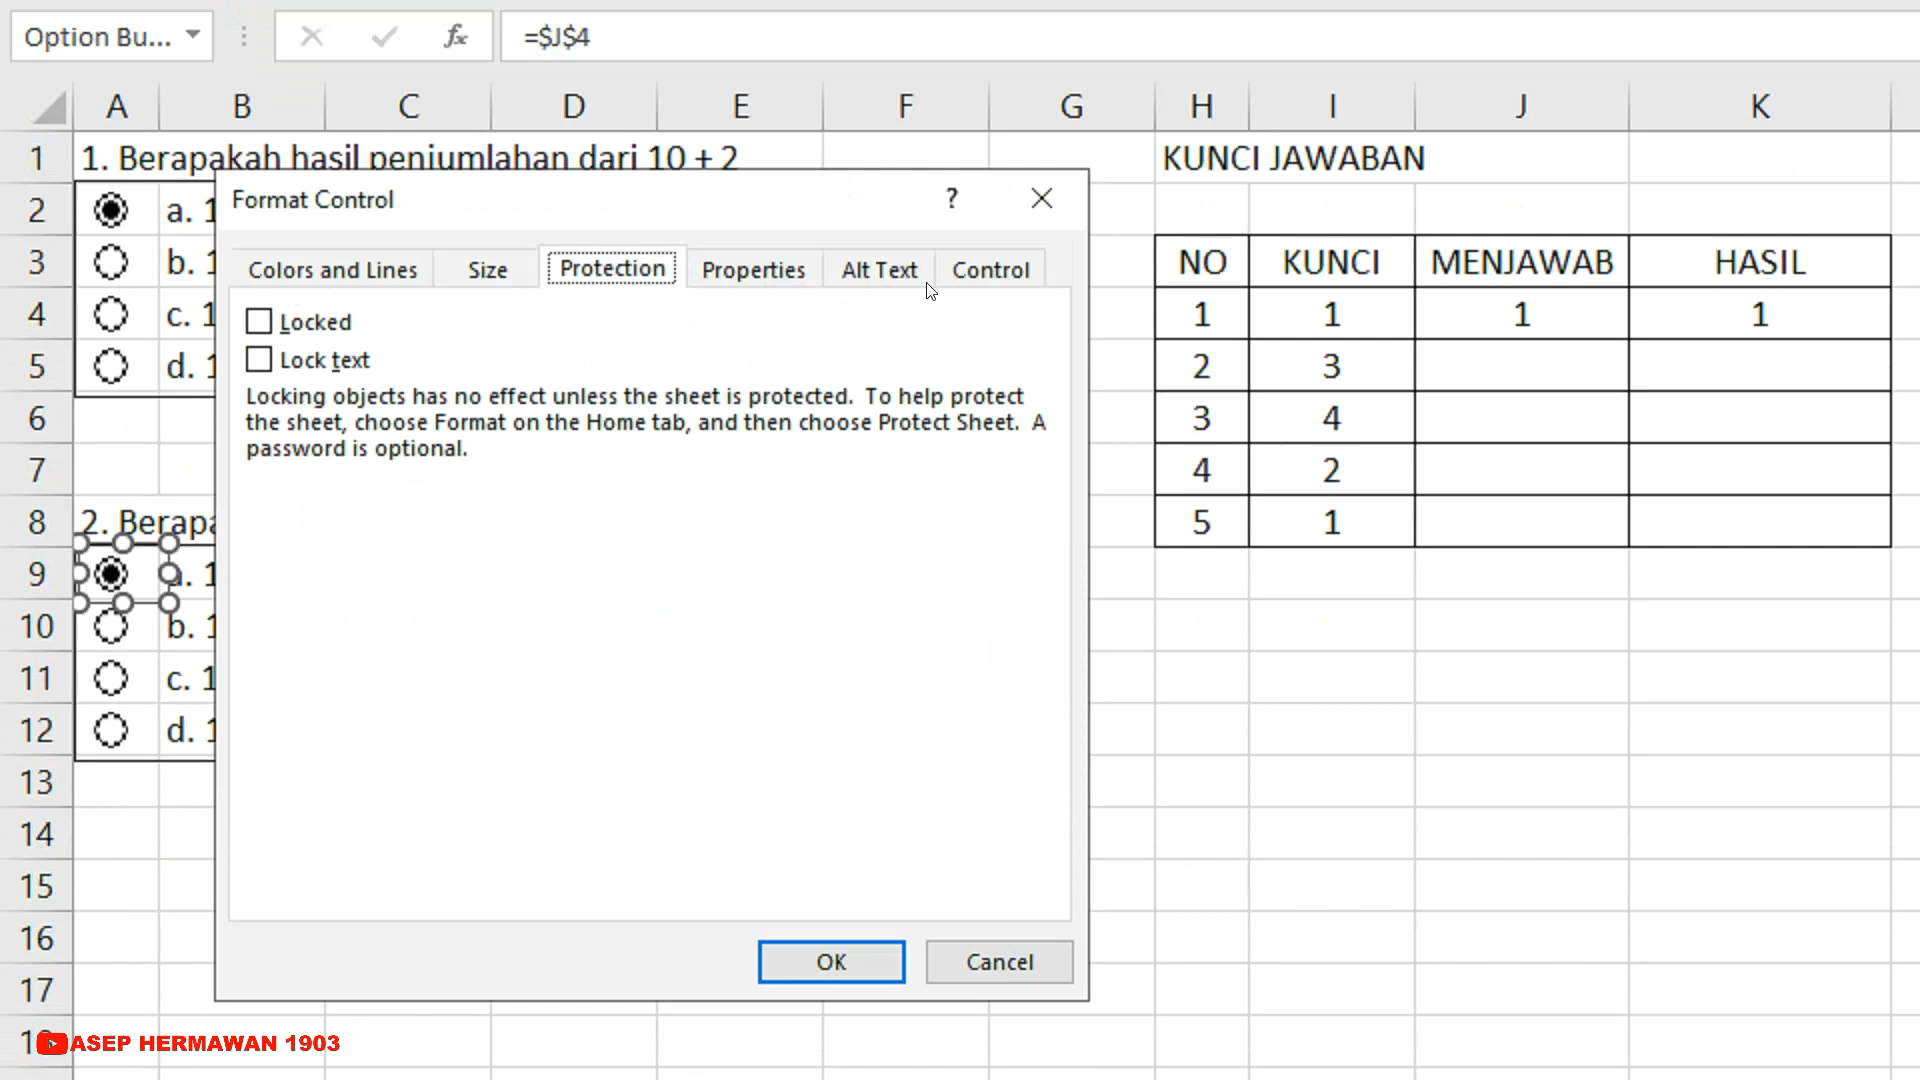 Option Bu...
fx
=$J$4
A B C D E F G H I J K
1 1. Berapakah hasil penjumlahan dari 10 + 2 KUNCI JAWABAN
2 a. 1
3 b. 1 NO KUNCI MENJAWAB HASIL
4 c. 1 1 1 1 1
5 d. 1 2 3
6 3 4
7 4 2
8 2. Berapa 5 1
9 a. 1
10 b. 1
11 c. 1
12 d. 1
13
14
15
16
17
Format Control
?
Colors and Lines Size Protection Properties Alt Text Control
Locked
Lock text
Locking objects has no effect unless the sheet is protected. To help protect
the sheet, choose Format on the Home tab, and then choose Protect Sheet. A
password is optional.
OK Cancel
ASEP HERMAWAN 1903